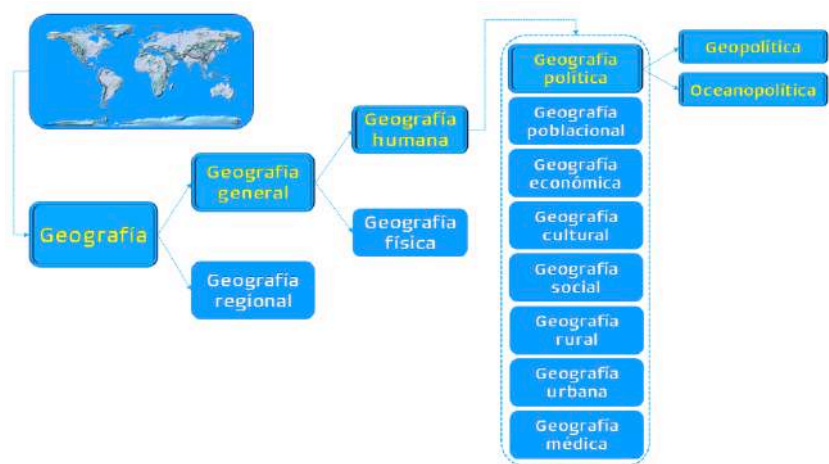 Geografía
Geografía
general
Geografía
regional
Geografía
humana
Geografía
física
Geografía
política
Geografía
poblacional
Geografía
económica
Geografía
cultural
Geografía
social
Geografía
rural
Geografía
urbana
Geografía
médica
Geopolítica
Oceanopolítica